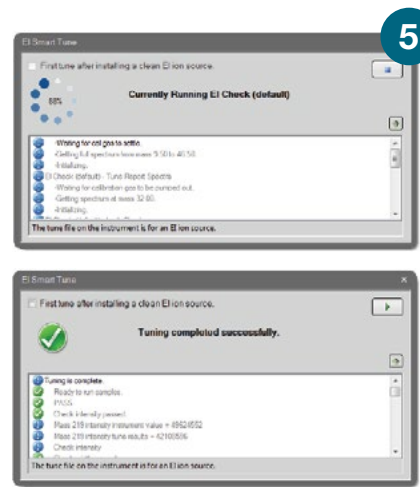 5
EI Smart Tune
First tune after installing a clean EI ion source.
88%
Currently Running EI Check (default)
-Waiting for cal gas to settle.
-Getting full spectrum from mass 9.50 to 46.50.
-Initializing.
EI Check (default) - Tune Report Spectra
-Waiting for calibration gas to be pumped out.
-Getting spectrum at mass 32.00.
-Initializing.
The tune file on the instrument is for an EI ion source.
EI Smart Tune
First tune after installing a clean EI ion source.
Tuning completed successfully.
Tuning is complete.
Ready to run samples.
PASS
Check intensity passed.
Mass 219 intensity instrument value =
Mass 219 intensity tune results =
Check intensity
The tune file on the instrument is for an EI ion source.